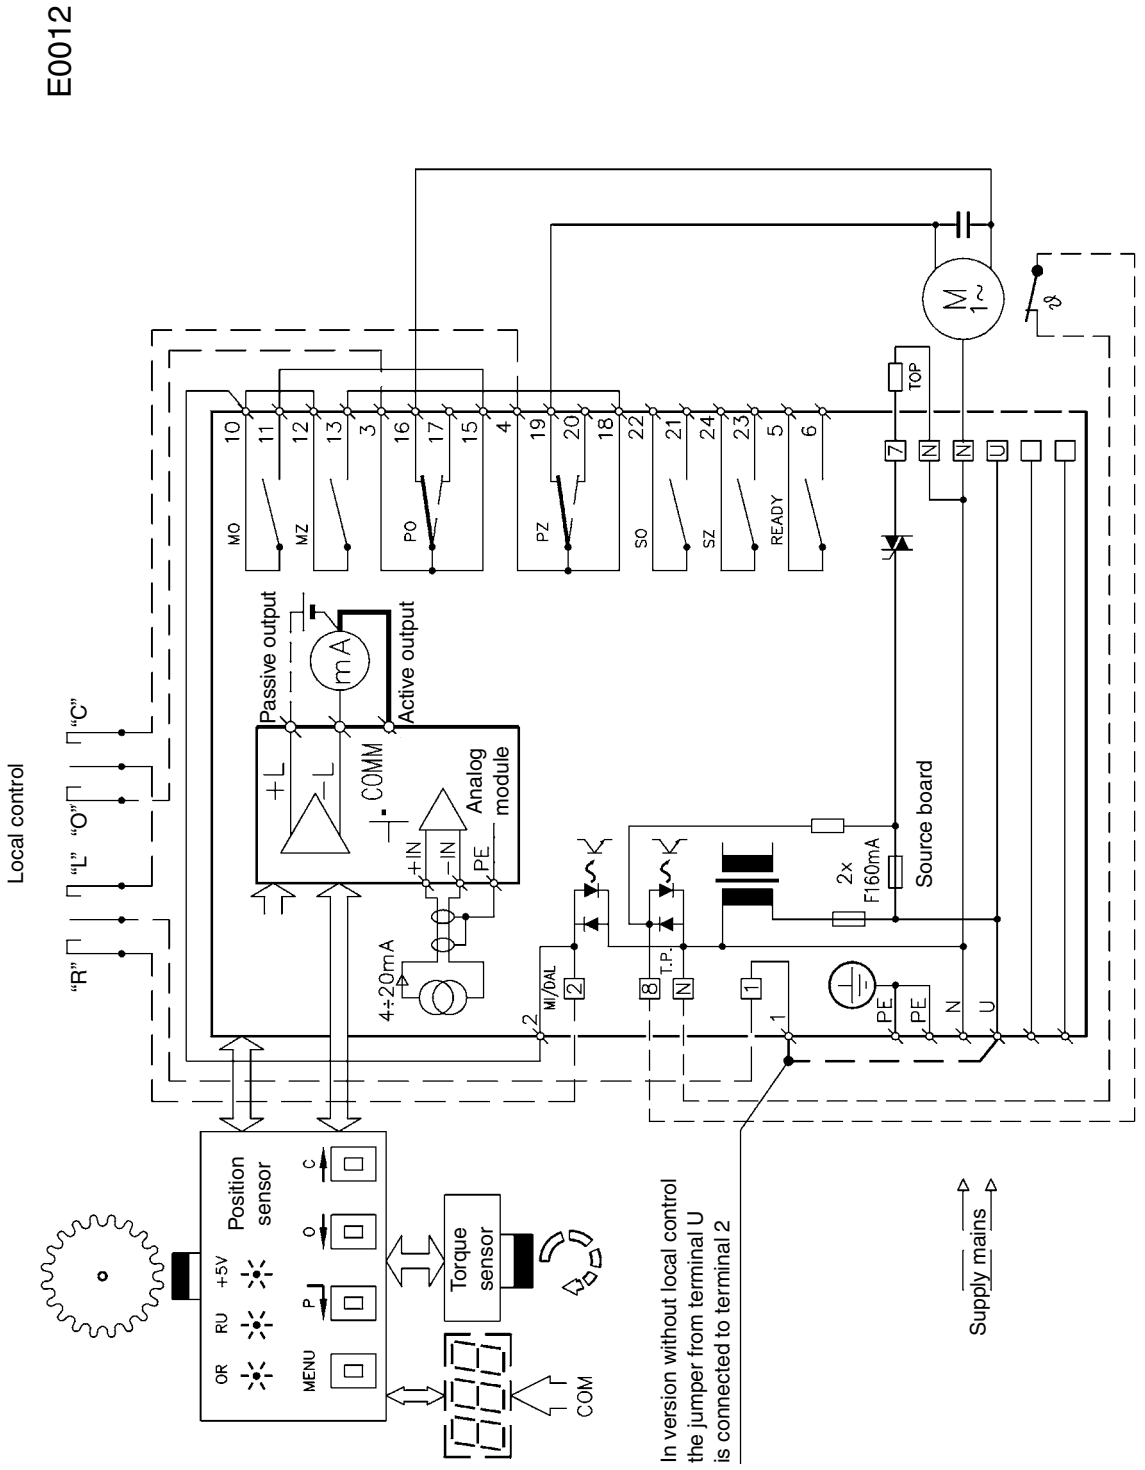 E0012
Local control
"R"
"L"
"O"
"C"
10
11
12
13
3
16
17
15
4
19
20
18
22
21
24
23
5
6
MO
MZ
PO
PZ
SO
SZ
READY
7
N
N
U
TOP
M
1~
ϑ
Passive output
mA
Active output
+L
–L
COMM
Analog
module
+IN
–IN
PE
4÷20mA
2
MI/DAL
2
8
T.P.
N
1
1
2x
F160mA
Source board
PE
PE
N
U
Position
sensor
OR
RU
+5V
MENU
P
O
C
Torque
sensor
COM
In version without local control
the jumper from terminal U
is connected to terminal 2
Supply mains